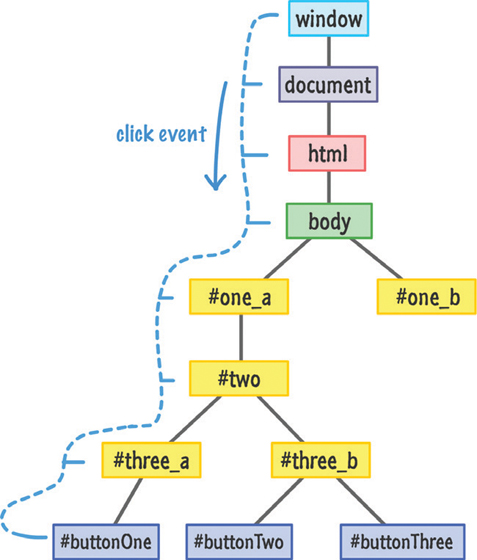 window
document
click event
html
body
#one_a
#one_b
#two
#three_a
#three_b
#buttonOne
#buttonTwo
#buttonThree